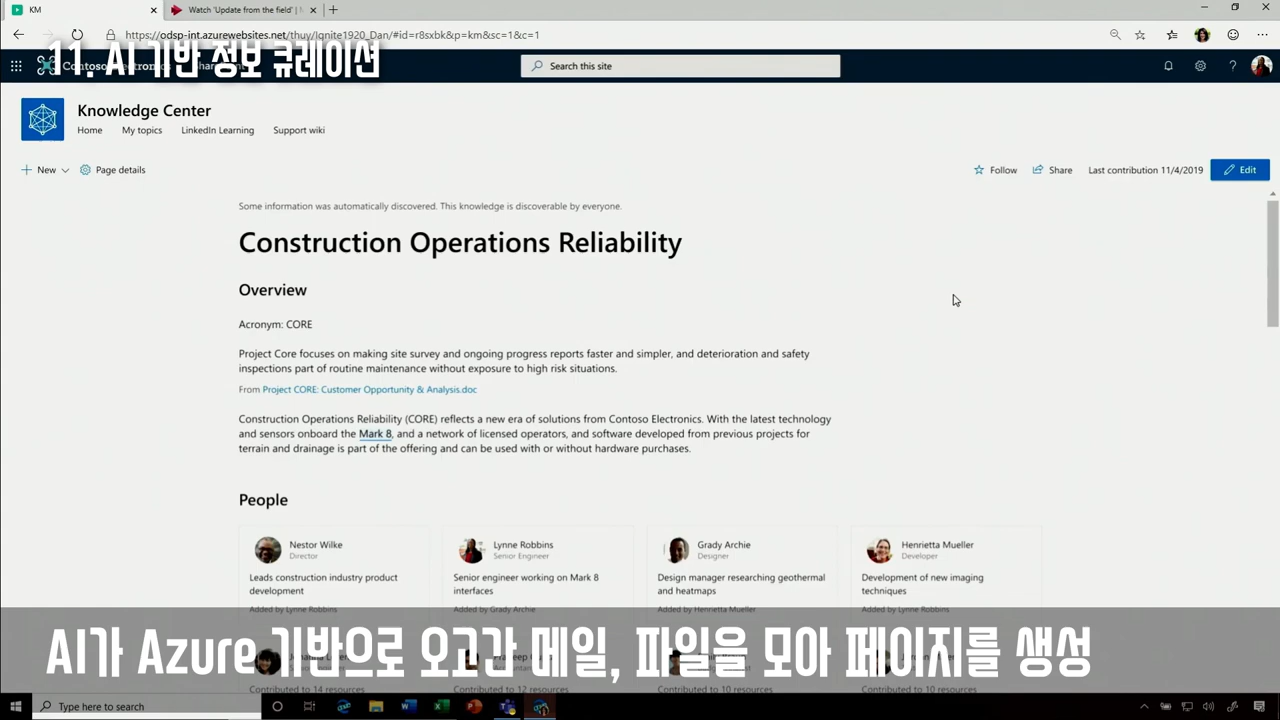 KM
Watch 'Update from the field' |
https://odsp-int.azurewebsites.net/thuy/Ignite1920_Dan/#id=r8sxbk&p=km&sc=1&c=1
11. AI 기반 정보 큐레이션
Search this site
Knowledge Center
Home My topics LinkedIn Learning Support wiki
New Page details
Follow Share Last contribution 11/4/2019 Edit
Some information was automatically discovered. This knowledge is discoverable by everyone.
Construction Operations Reliability
Overview
Acronym: CORE
Project Core focuses on making site survey and ongoing progress reports faster and simpler, and deterioration and safety
inspections part of routine maintenance without exposure to high risk situations.
From Project CORE: Customer Opportunity & Analysis.doc
Construction Operations Reliability (CORE) reflects a new era of solutions from Contoso Electronics. With the latest technology
and sensors onboard the Mark 8, and a network of licensed operators, and software developed from previous projects for
terrain and drainage is part of the offering and can be used with or without hardware purchases.
People
Nestor Wilke
Director
Leads construction industry product
development
Added by Lynne Robbins
Lynne Robbins
Senior Engineer
Senior engineer working on Mark 8
interfaces
Added by Grady Archie
Grady Archie
Designer
Design manager researching geothermal
and heatmaps
Added by Henrietta Mueller
Henrietta Mueller
Developer
Development of new imaging
techniques
Added by Lynne Robbins
AI가 Azure 기반으로 오고간 메일, 파일을 모아 페이지를 생성
Contributed to 14 resources
Contributed to 12 resources
Contributed to 10 resources
Contributed to 10 resources
Type here to search